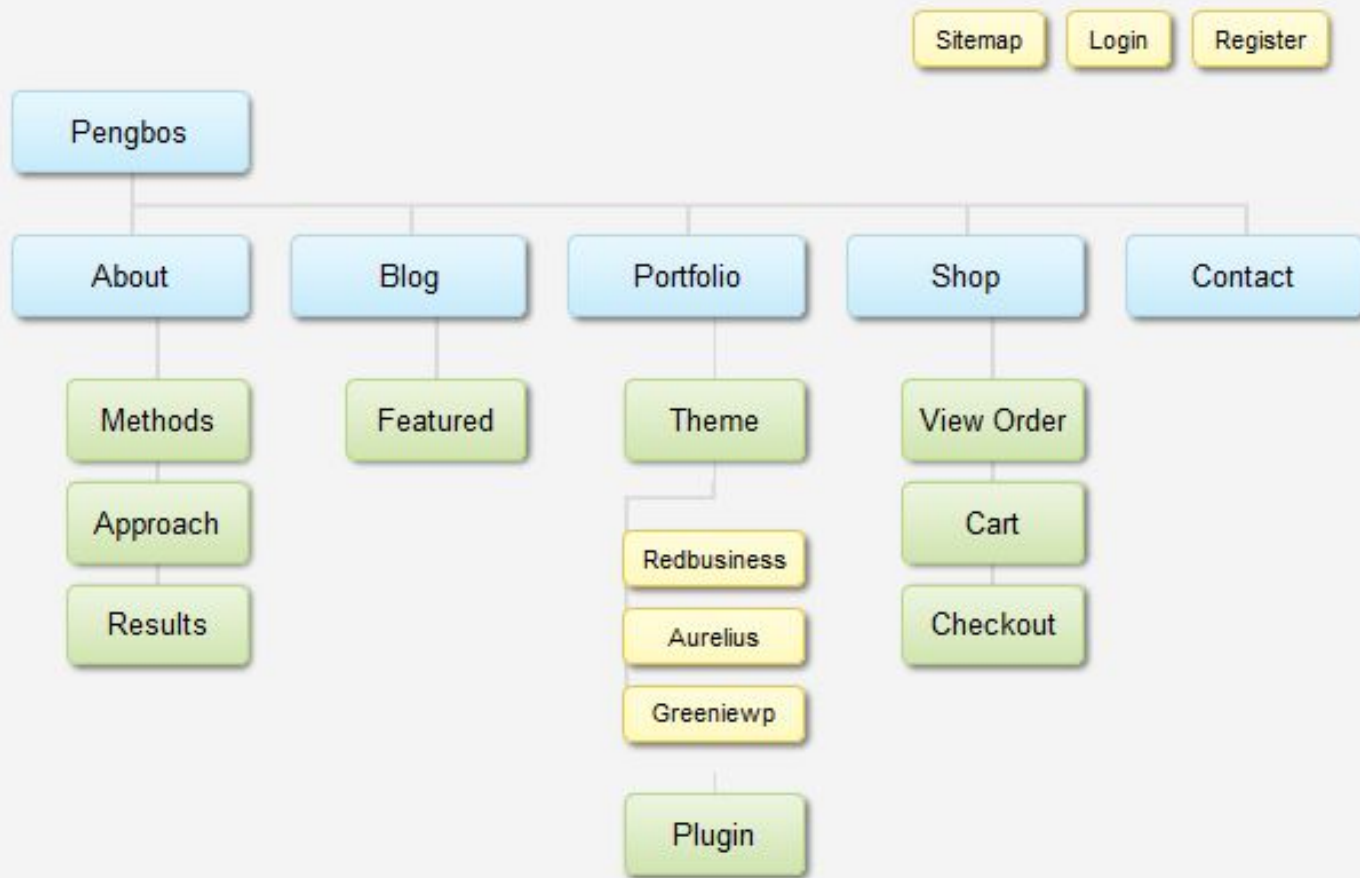 Sitemap
Login
Register
Pengbos
About
Blog
Portfolio
Shop
Contact
Methods
Featured
Theme
View Order
Approach
Cart
Redbusiness
Results
Checkout
Aurelius
Greeniewp
Plugin